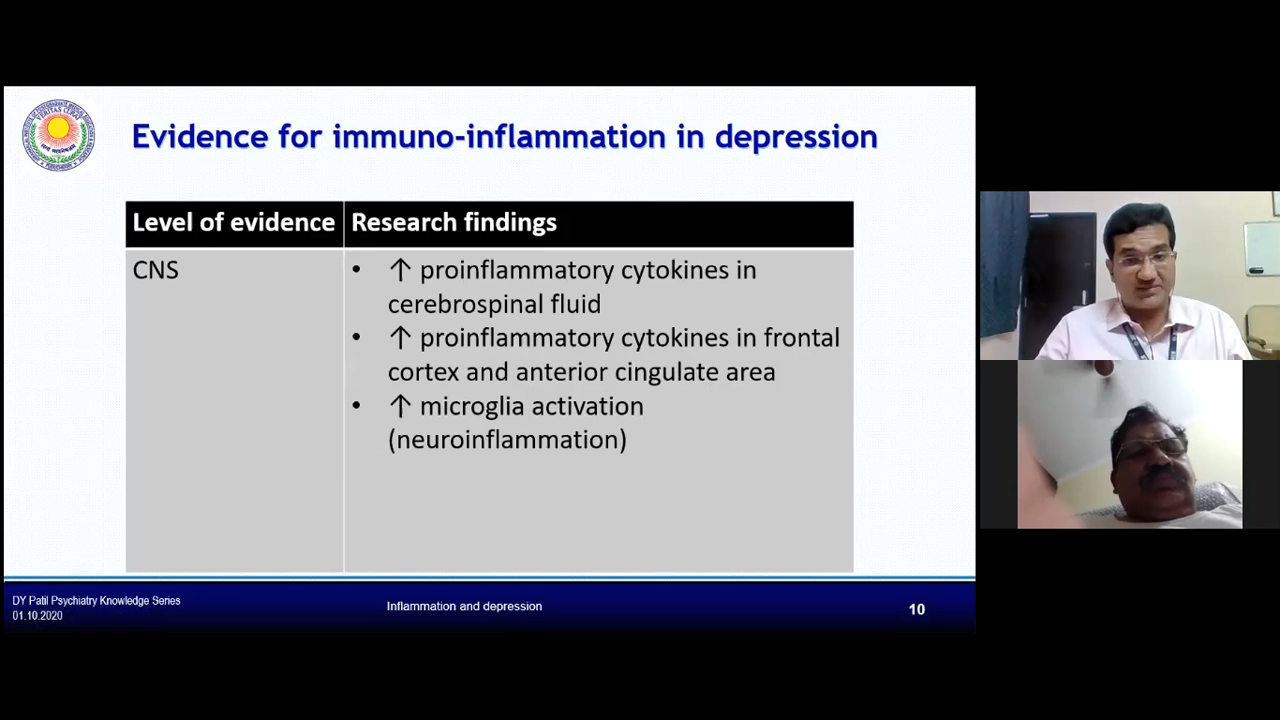 Evidence for immuno-inflammation in depression
Level of evidence
Research findings
CNS
• ↑ proinflammatory cytokines in
cerebrospinal fluid
• ↑ proinflammatory cytokines in frontal
cortex and anterior cingulate area
• ↑ microglia activation
(neuroinflammation)
DY Patil Psychiatry Knowledge Series
01.10.2020
Inflammation and depression
10